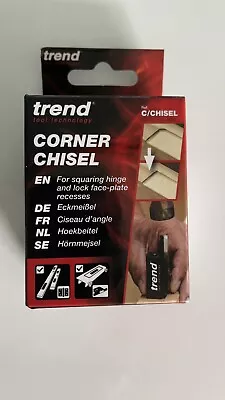 trend
trend
tool technology
Ref.
C/CHISEL
CORNER
CHISEL
EN For squaring hinge
and lock face-plate
recesses
DE Eckmeißel
FR Ciseau d'angle
NL Hoekbeitel
SE Hörnmejsel
trend